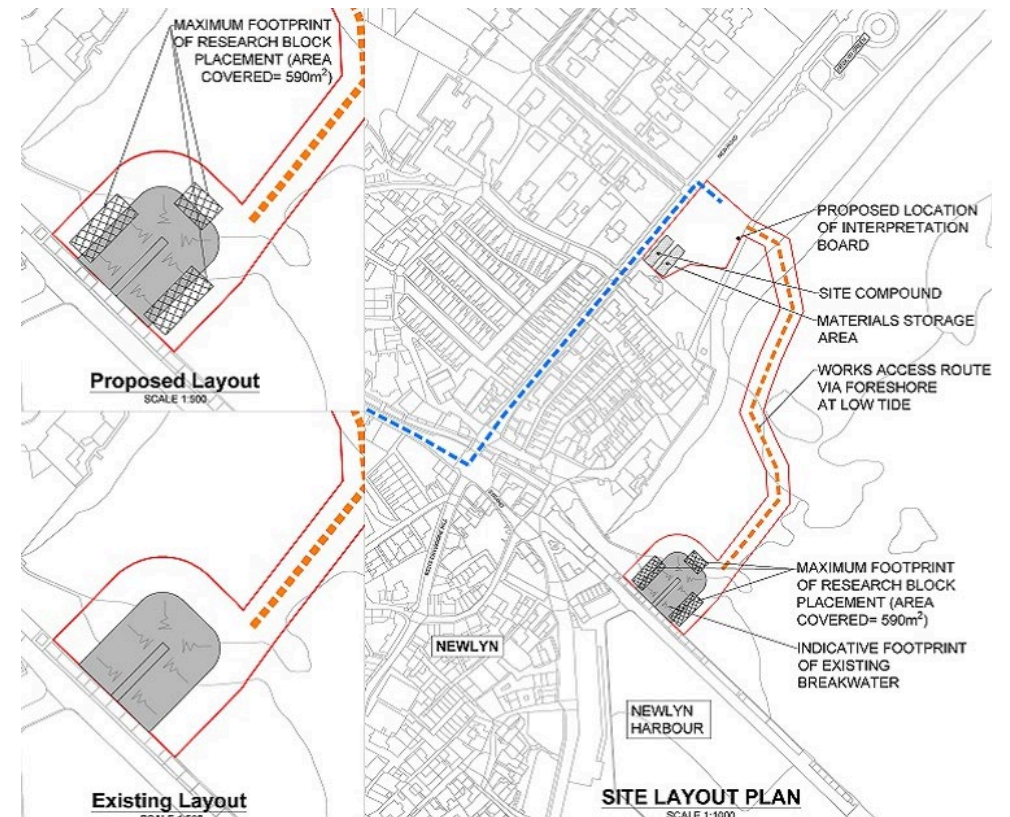 MAXIMUM FOOTPRINT
OF RESEARCH BLOCK
PLACEMENT (AREA
COVERED= 590m²)
Proposed Layout
SCALE 1:500
Existing Layout
NEW ROAD
PROPOSED LOCATION
OF INTERPRETATION
BOARD
SITE COMPOUND
MATERIALS STORAGE
AREA
WORKS ACCESS ROUTE
VIA FORESHORE
AT LOW TIDE
MAXIMUM FOOTPRINT
OF RESEARCH BLOCK
PLACEMENT (AREA
COVERED= 590m²)
INDICATIVE FOOTPRINT
OF EXISTING
BREAKWATER
STRAND
NEWLYN
NEWLYN
HARBOUR
SITE LAYOUT PLAN
SCALE 1:1000